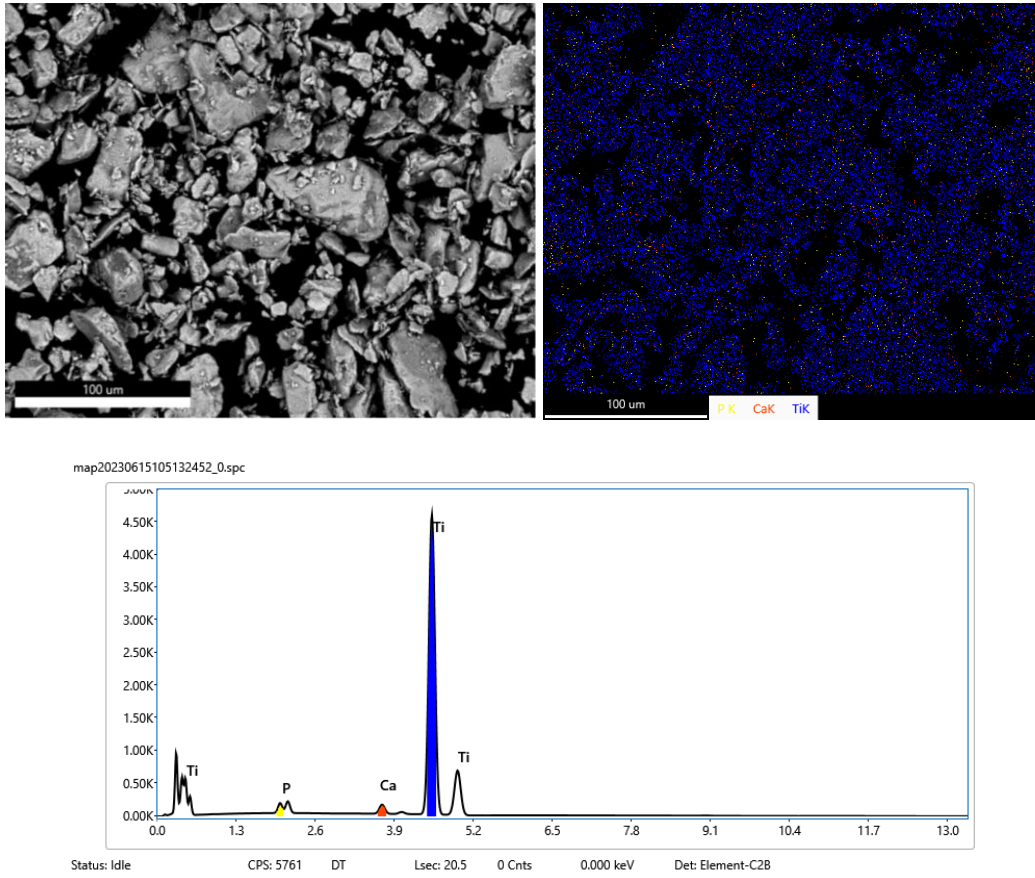 100 um
100 um P K CaK TiK
map20230615105132452_0.spc
5.00K
4.50K
4.00K
3.50K
3.00K
2.50K
2.00K
1.50K
1.00K
0.50K
0.00K
Ti
Ti
Ti
P
Ca
0.0 1.3 2.6 3.9 5.2 6.5 7.8 9.1 10.4 11.7 13.0
Status: Idle CPS: 5761 DT Lsec: 20.5 0 Cnts 0.000 keV Det: Element-C2B